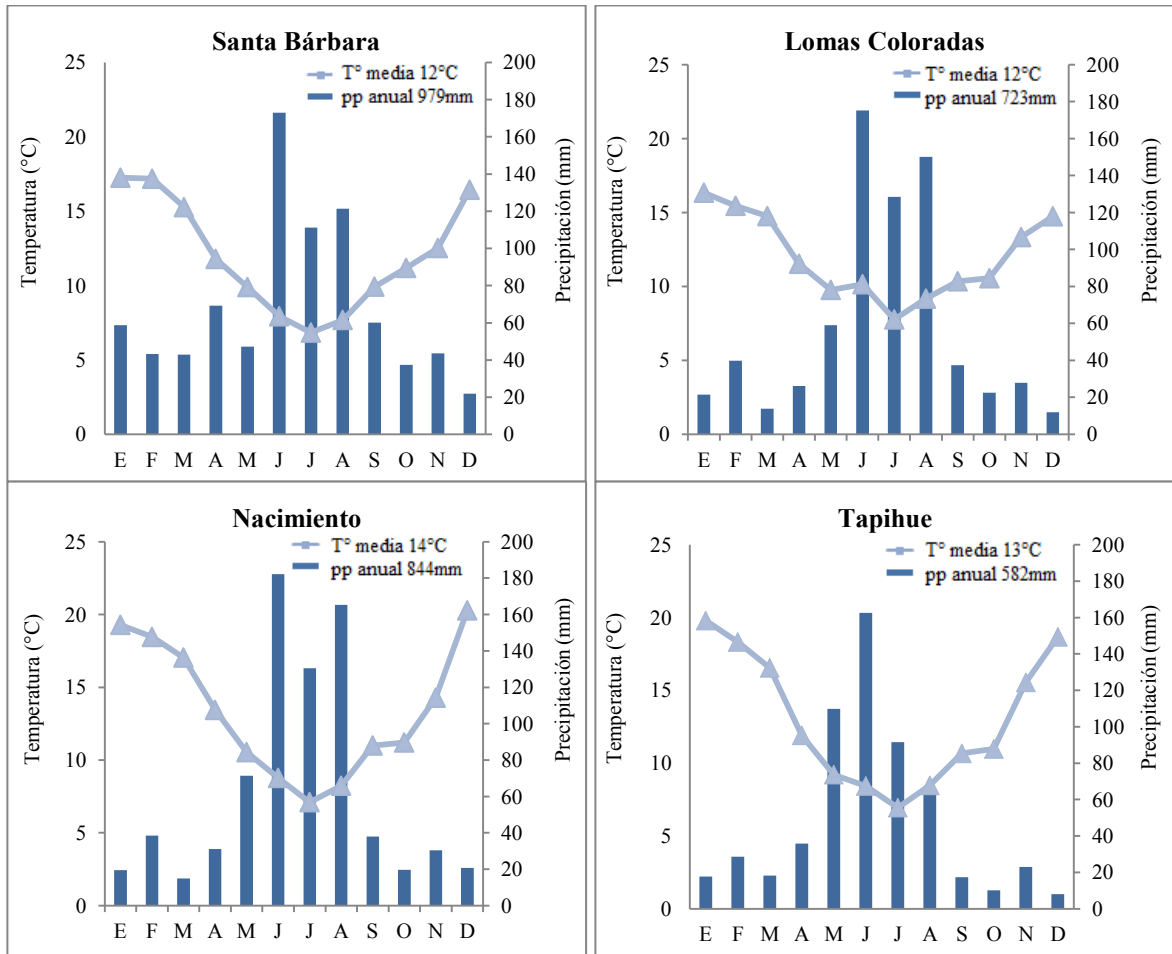 Santa Bárbara
T° media 12°C
pp anual 979mm
Temperatura (°C)
25
20
15
10
5
0
Precipitación (mm)
200
180
160
140
120
100
80
60
40
20
0
E F M A M J J A S O N D
Lomas Coloradas
T° media 12°C
pp anual 723mm
Temperatura (°C)
25
20
15
10
5
0
Precipitación (mm)
200
180
160
140
120
100
80
60
40
20
0
E F M A M J J A S O N D
Nacimiento
T° media 14°C
pp anual 844mm
Temperatura (°C)
25
20
15
10
5
0
Precipitación (mm)
200
180
160
140
120
100
80
60
40
20
0
E F M A M J J A S O N D
Tapihue
T° media 13°C
pp anual 582mm
Temperatura (°C)
25
20
15
10
5
0
Precipitación (mm)
200
180
160
140
120
100
80
60
40
20
0
E F M A M J J A S O N D